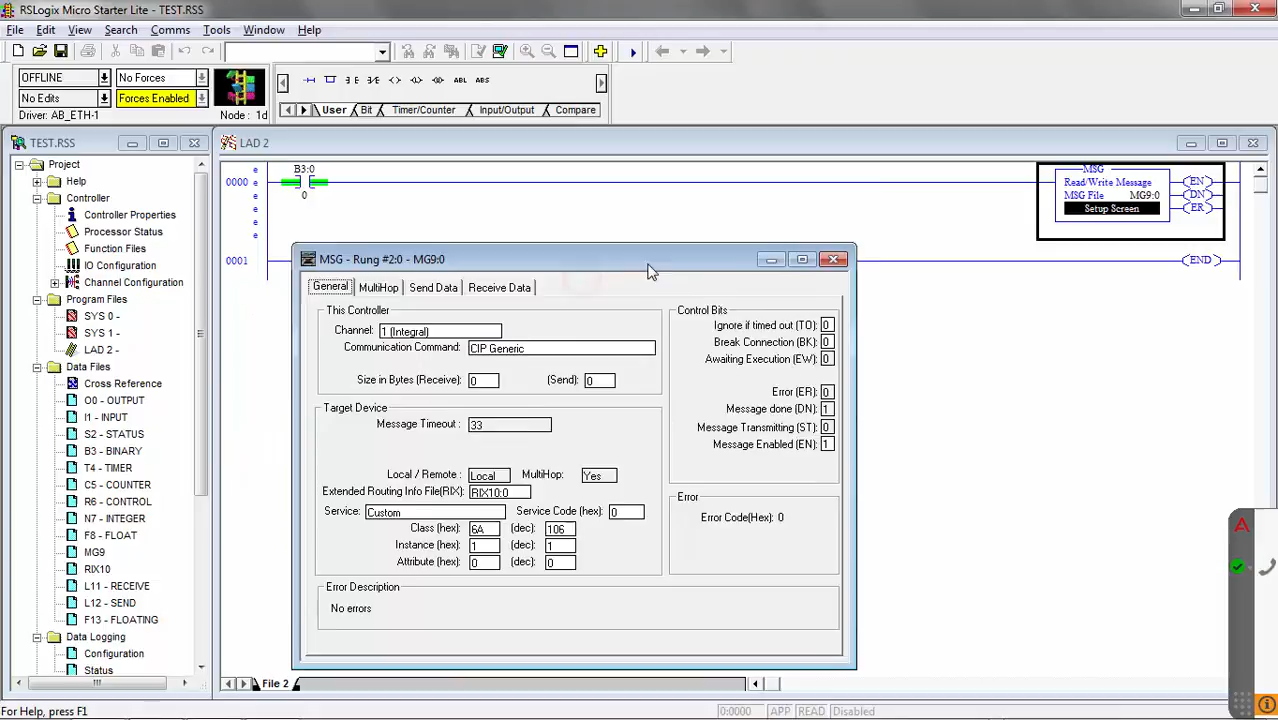 RSLogix Micro Starter Lite - TEST.RSS
File Edit View Search Comms Tools Window Help
OFFLINE No Forces
No Edits Forces Enabled
Driver: AB_ETH-1 Node : 1d
ABL ABS
User Bit Timer/Counter Input/Output Compare
TEST.RSS
Project
Help
Controller
Controller Properties
Processor Status
Function Files
IO Configuration
Channel Configuration
Program Files
SYS 0 -
SYS 1 -
LAD 2 -
Data Files
Cross Reference
O0 - OUTPUT
I1 - INPUT
S2 - STATUS
B3 - BINARY
T4 - TIMER
C5 - COUNTER
R6 - CONTROL
N7 - INTEGER
F8 - FLOAT
MG9
RIX10
L11 - RECEIVE
L12 - SEND
F13 - FLOATING
Data Logging
Configuration
Status
LAD 2
0000
e
e
e
e
e
B3:0
0
MSG
Read/Write Message
MSG File MG9:0
Setup Screen
EN
DN
ER
0001
END
MSG - Rung #2:0 - MG9:0
General MultiHop Send Data Receive Data
This Controller
Channel: 1 (Integral)
Communication Command: CIP Generic
Size in Bytes (Receive): 0 (Send): 0
Target Device
Message Timeout : 33
Local / Remote : Local MultiHop: Yes
Extended Routing Info File(RIX): RIX10:0
Service: Custom Service Code (hex): 0
Class (hex): 6A (dec): 106
Instance (hex): 1 (dec): 1
Attribute (hex): 0 (dec): 0
Control Bits
Ignore if timed out (TO): 0
Break Connection (BK): 0
Awaiting Execution (EW): 0
Error (ER): 0
Message done (DN): 1
Message Transmitting (ST): 0
Message Enabled (EN): 1
Error
Error Code(Hex): 0
Error Description
No errors
File 2
For Help, press F1
0:0000 APP READ Disabled